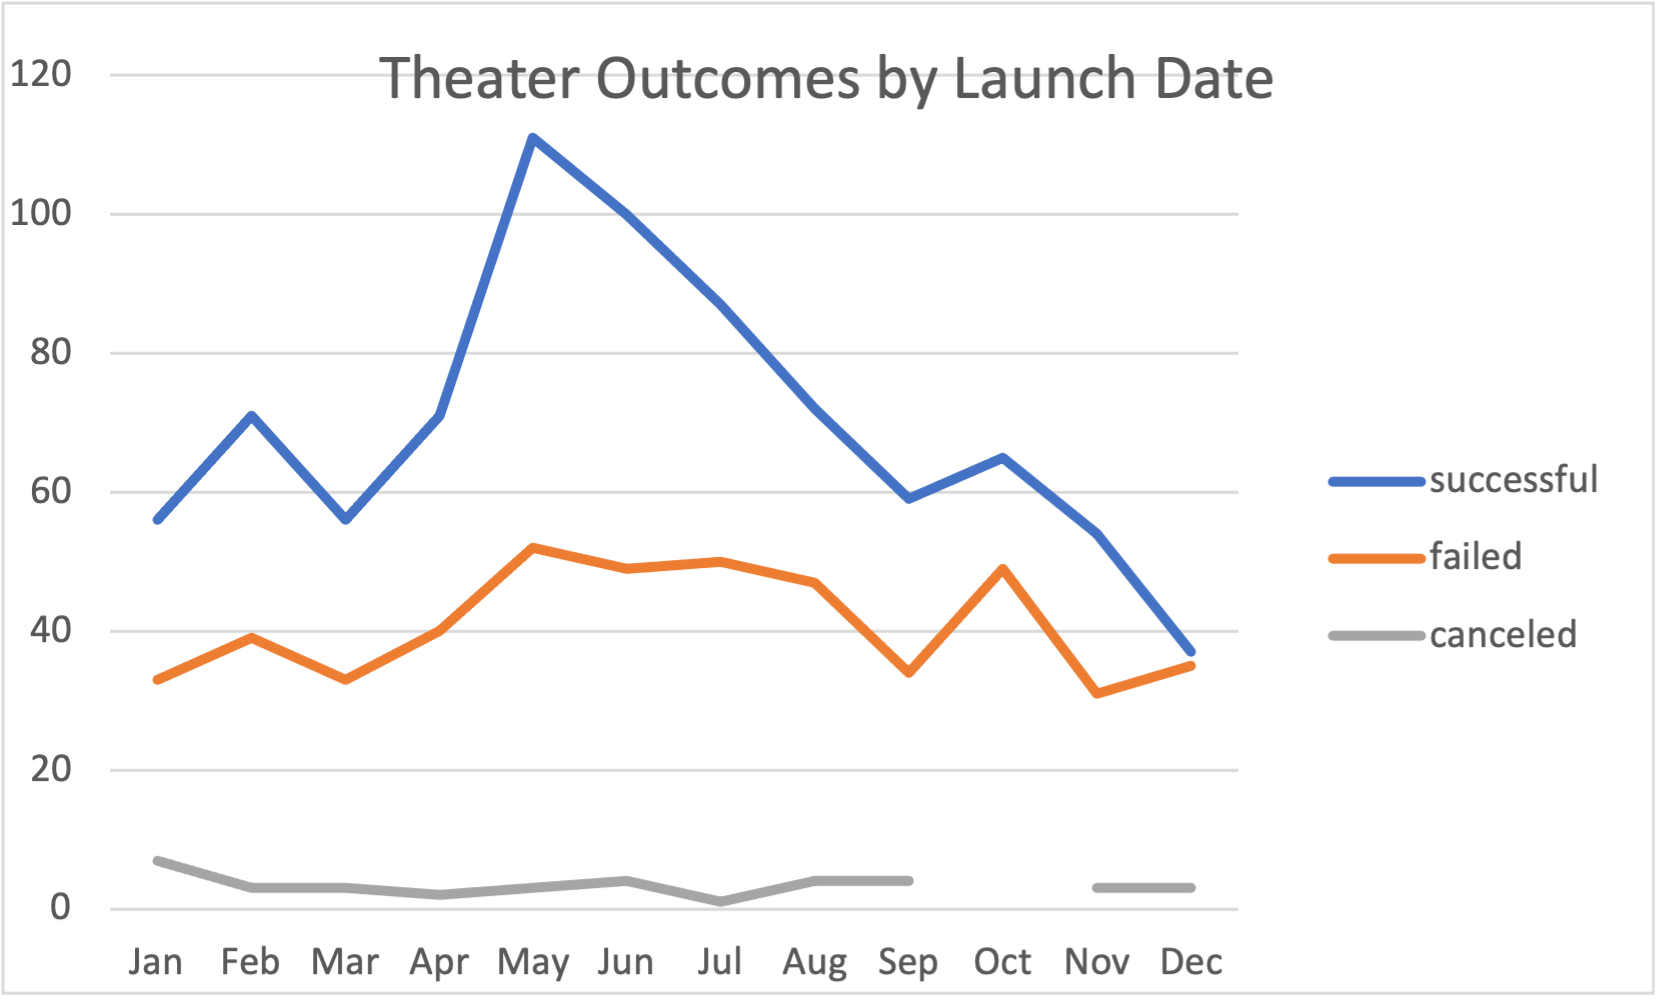 Theater Outcomes by Launch Date
120
100
80
60
40
20
0
Jan Feb Mar Apr May Jun Jul Aug Sep Oct Nov Dec
successful
failed
canceled